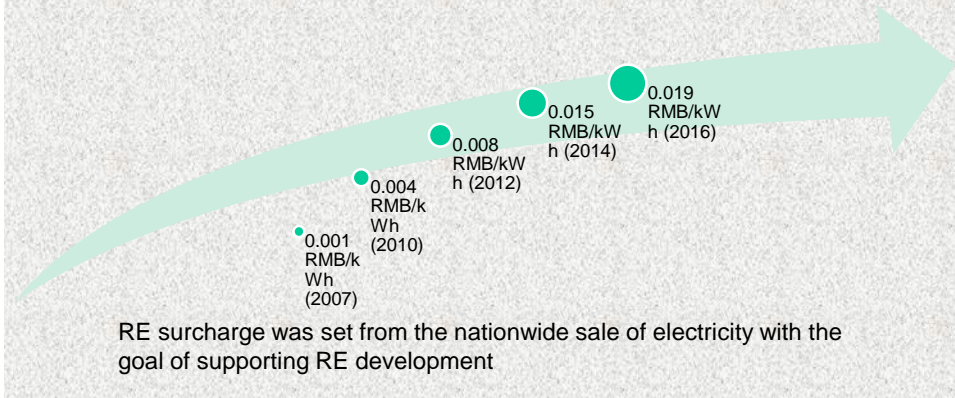 0.001
RMB/k
Wh
(2007)
0.004
RMB/k
Wh
(2010)
0.008
RMB/kW
h (2012)
0.015
RMB/kW
h (2014)
0.019
RMB/kW
h (2016)
RE surcharge was set from the nationwide sale of electricity with the
goal of supporting RE development